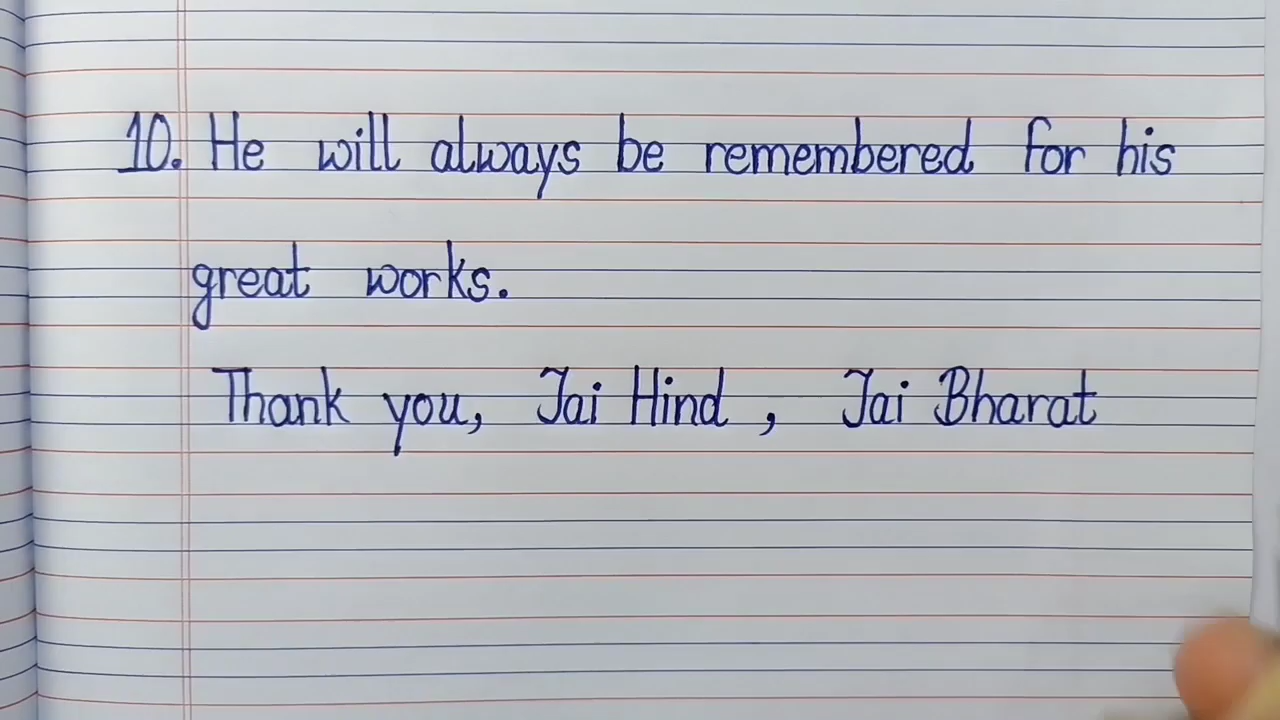 10. He will always be remembered for his
great works.
Thank you, Jai Hind , Jai Bharat